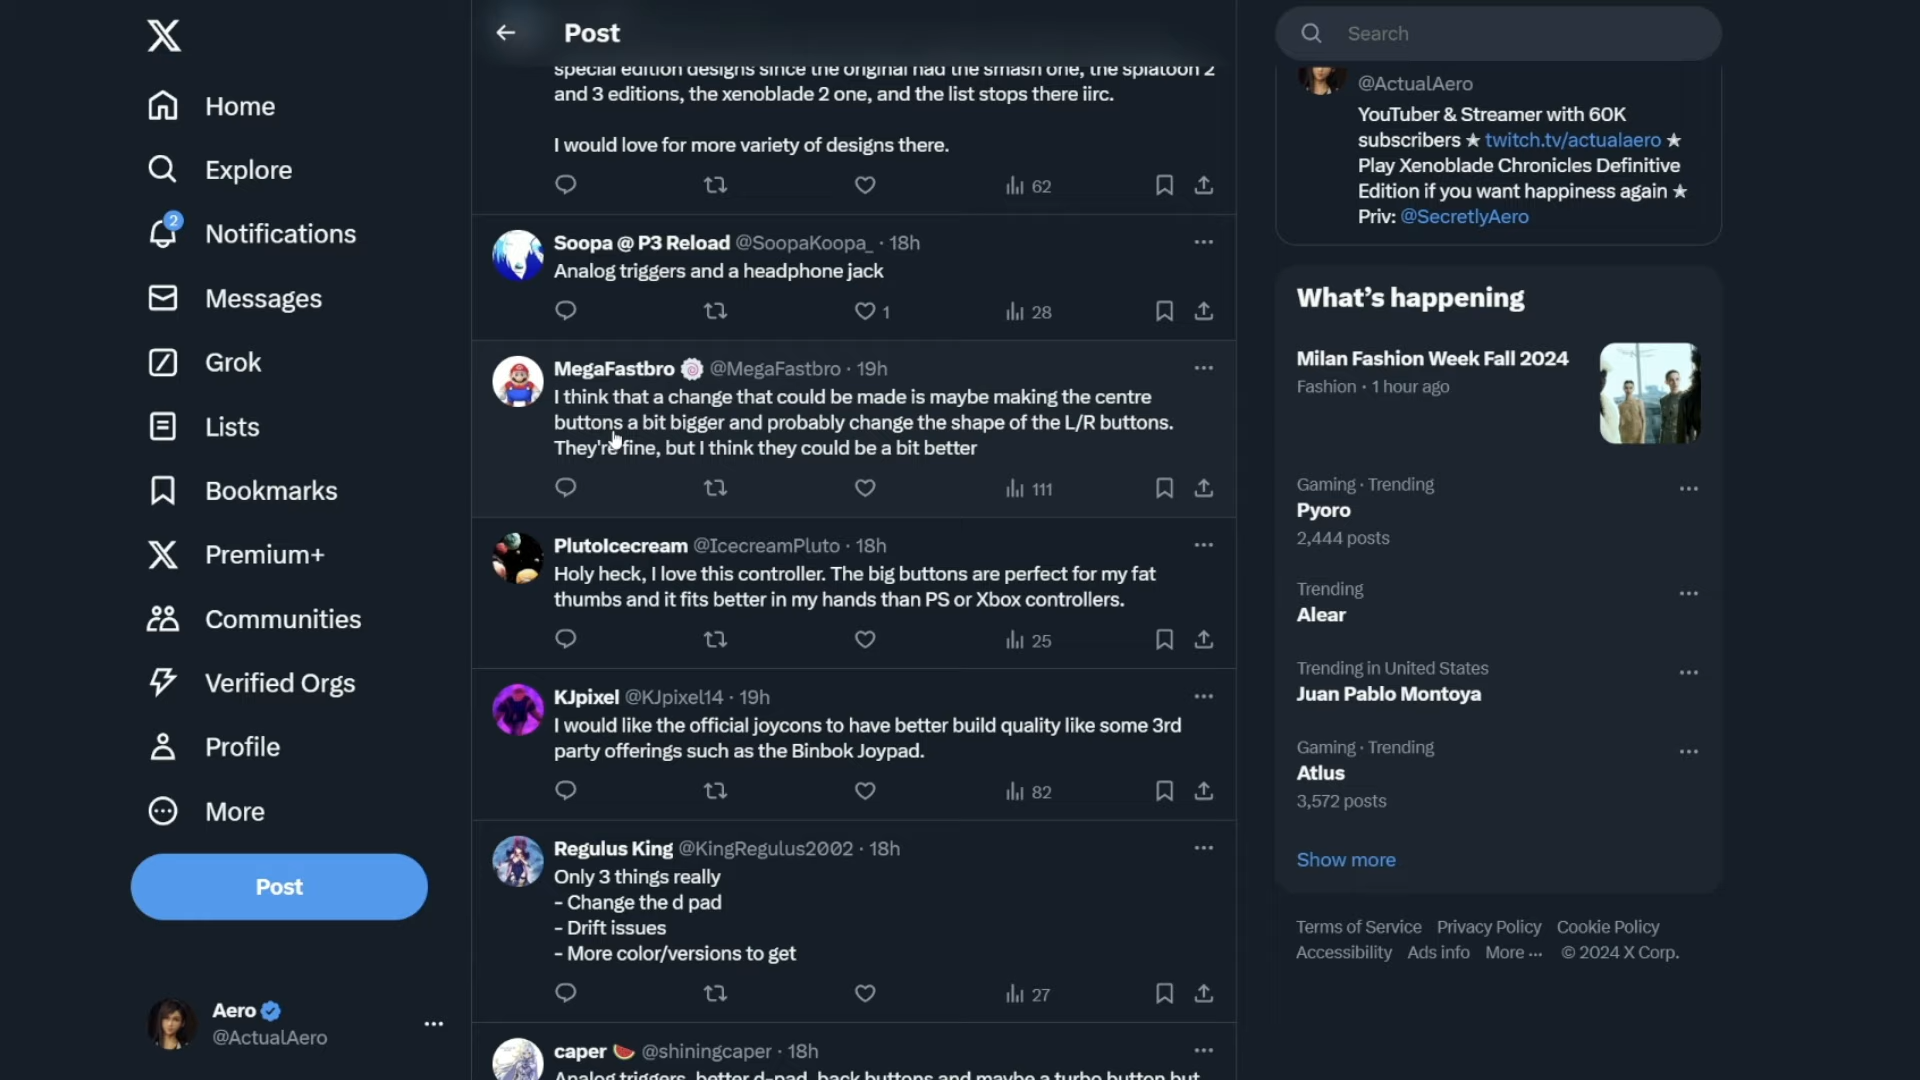 Home
Explore
2
Notifications
Messages
Grok
Lists
Bookmarks
Premium+
Communities
Verified Orgs
Profile
More
Post
Aero
@ActualAero
Post
special edition designs since the original had the smash one, the splatoon 2
and 3 editions, the xenoblade 2 one, and the list stops there iirc.
I would love for more variety of designs there.
62
Soopa @ P3 Reload @SoopaKoopa_ · 18h
Analog triggers and a headphone jack
1
28
MegaFastbro 🍥 @MegaFastbro · 19h
I think that a change that could be made is maybe making the centre
buttons a bit bigger and probably change the shape of the L/R buttons.
They're fine, but I think they could be a bit better
111
PlutoIcecream @IcecreamPluto · 18h
Holy heck, I love this controller. The big buttons are perfect for my fat
thumbs and it fits better in my hands than PS or Xbox controllers.
25
KJpixel @KJpixel14 · 19h
I would like the official joycons to have better build quality like some 3rd
party offerings such as the Binbok Joypad.
82
Regulus King @KingRegulus2002 · 18h
Only 3 things really
- Change the d pad
- Drift issues
- More color/versions to get
27
caper 🍉 @shiningcaper · 18h
Analog triggers, better d-pad, back buttons and maybe a turbo button but
Search
@ActualAero
YouTuber & Streamer with 60K
subscribers ★ twitch.tv/actualaero ★
Play Xenoblade Chronicles Definitive
Edition if you want happiness again ★
Priv: @SecretlyAero
What's happening
Milan Fashion Week Fall 2024
Fashion · 1 hour ago
Gaming · Trending
Pyoro
2,444 posts
Trending
Alear
Trending in United States
Juan Pablo Montoya
Gaming · Trending
Atlus
3,572 posts
Show more
Terms of Service Privacy Policy Cookie Policy
Accessibility Ads info More ··· © 2024 X Corp.